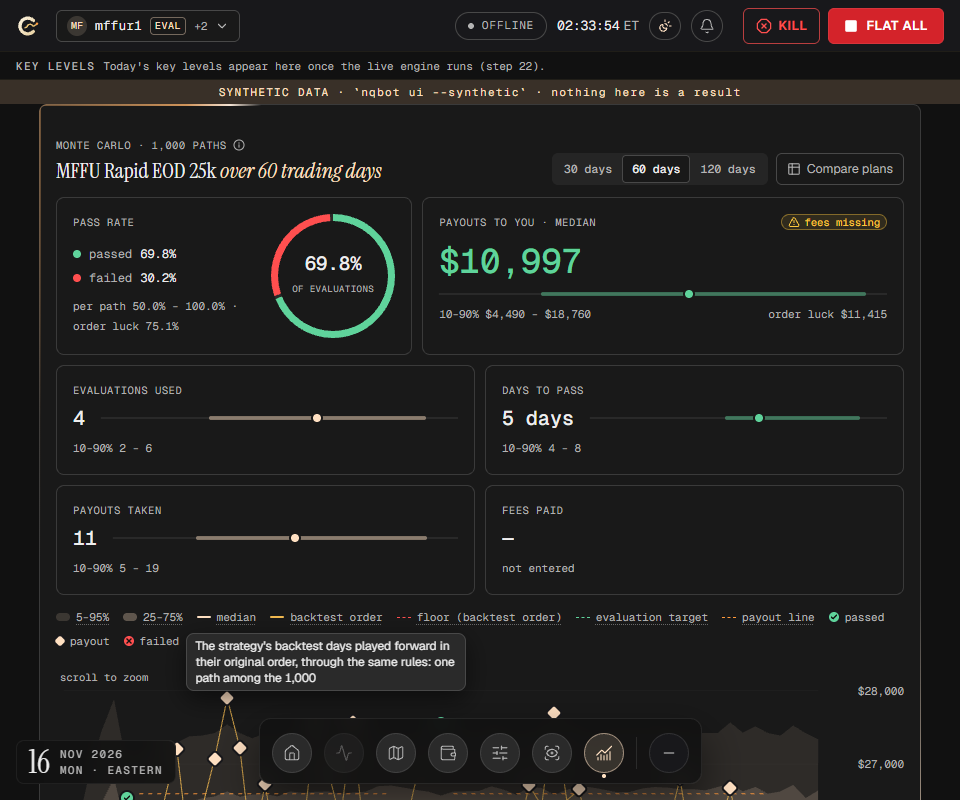 MF mffur1 EVAL +2
OFFLINE 02:33:54 ET KILL FLAT ALL
KEY LEVELS Today's key levels appear here once the live engine runs (step 22).
SYNTHETIC DATA · `nqbot ui --synthetic` · nothing here is a result
MONTE CARLO · 1,000 PATHS
MFFU Rapid EOD 25k over 60 trading days
30 days 60 days 120 days Compare plans
PASS RATE
passed 69.8%
failed 30.2%
per path 50.0% – 100.0% ·
order luck 75.1%
69.8%
OF EVALUATIONS
PAYOUTS TO YOU · MEDIAN
fees missing
$10,997
10–90% $4,490 – $18,760 order luck $11,415
EVALUATIONS USED
4
10–90% 2 – 6
DAYS TO PASS
5 days
10–90% 4 – 8
PAYOUTS TAKEN
11
10–90% 5 – 19
FEES PAID
—
not entered
5–95% 25–75% median backtest order floor (backtest order) evaluation target payout line passed
payout failed
The strategy's backtest days played forward in
their original order, through the same rules: one
path among the 1,000
scroll to zoom
$28,000
$27,000
16 NOV 2026
MON · EASTERN